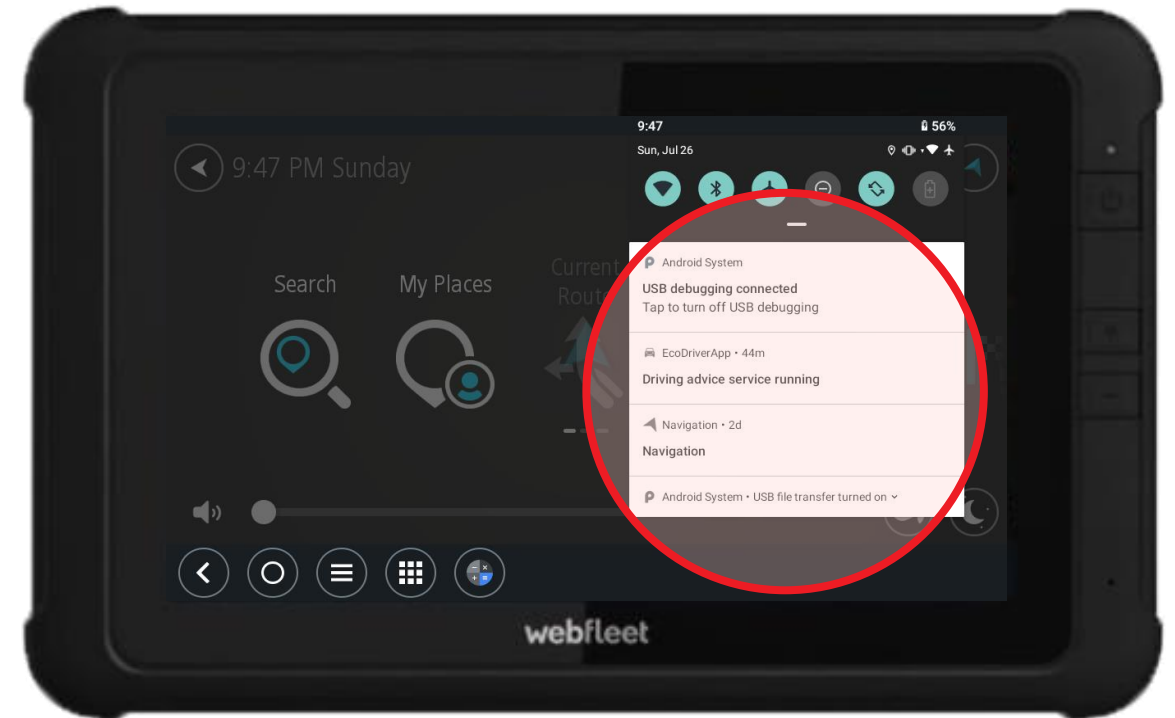 9:47
56%
Sun, Jul 26
9:47 PM Sunday
Search
My Places
Current
Route
Android System
USB debugging connected
Tap to turn off USB debugging
EcoDriverApp • 44m
Driving advice service running
Navigation • 2d
Navigation
Android System • USB file transfer turned on
webfleet